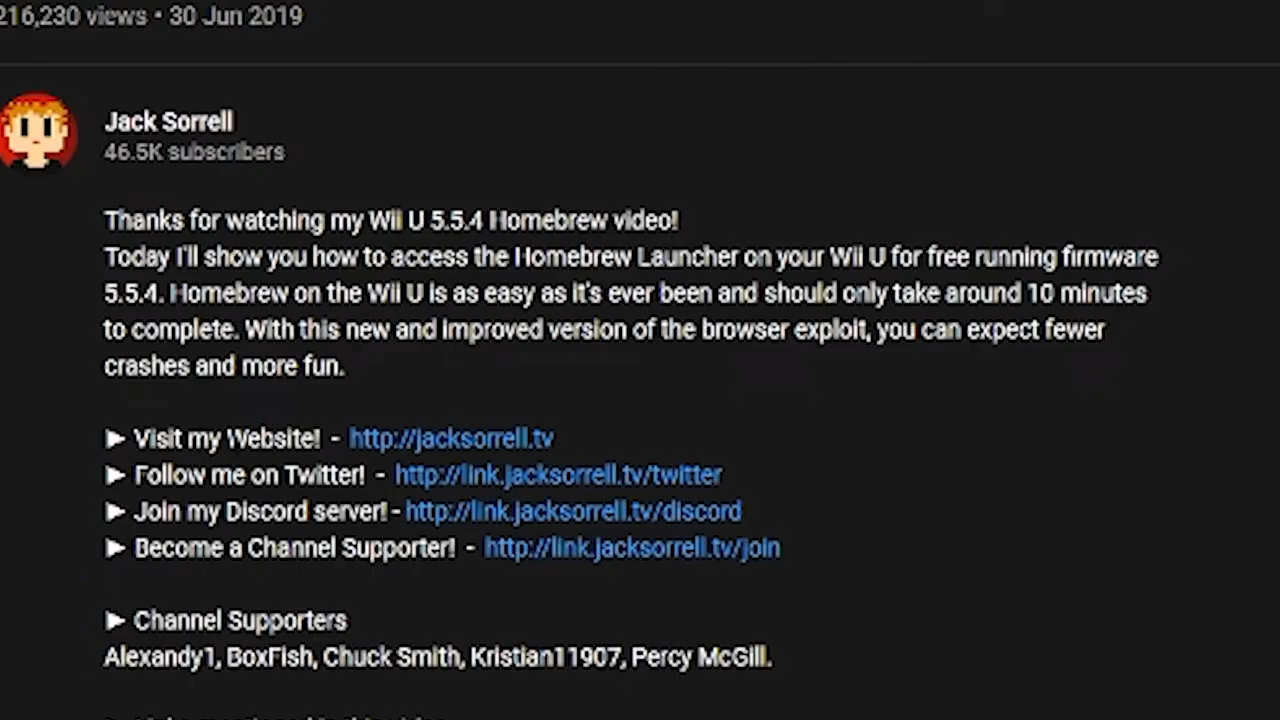 216,230 views • 30 Jun 2019
Jack Sorrell
46.5K subscribers
Thanks for watching my Wii U 5.5.4 Homebrew video!
Today I'll show you how to access the Homebrew Launcher on your Wii U for free running firmware
5.5.4. Homebrew on the Wii U is as easy as it's ever been and should only take around 10 minutes
to complete. With this new and improved version of the browser exploit, you can expect fewer
crashes and more fun.
► Visit my Website! - http://jacksorrell.tv
► Follow me on Twitter! - http://link.jacksorrell.tv/twitter
► Join my Discord server! - http://link.jacksorrell.tv/discord
► Become a Channel Supporter! - http://link.jacksorrell.tv/join
► Channel Supporters
Alexandy1, BoxFish, Chuck Smith, Kristian11907, Percy McGill.